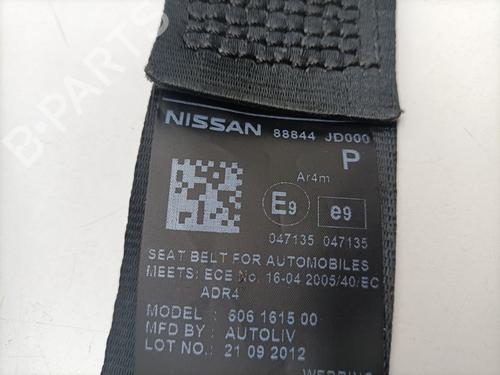 NISSAN 88844 JD000
P
Ar4m
E9 e9
047135 047135
SEAT BELT FOR AUTOMOBILES
MEETS: ECE No. 16-04 2005/40/EC
ADR4
MODEL : 606 1615 00
MFD BY : AUTOLIV
LOT NO.: 21 09 2012
B-PARTS